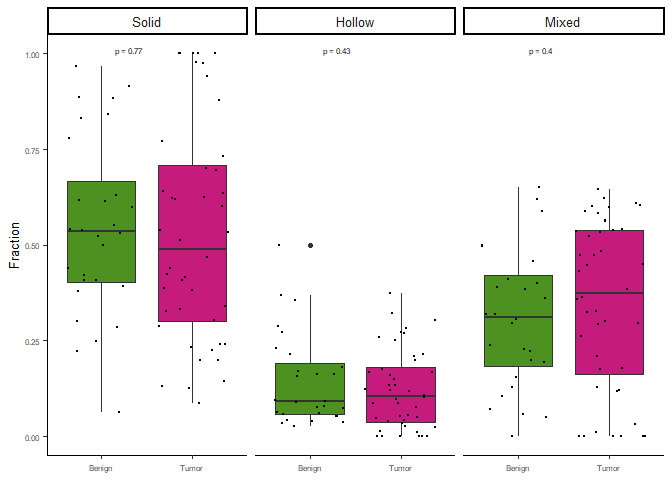 Solid Hollow Mixed
p = 0.77 p = 0.43 p = 0.4
1.00
0.75
0.50
0.25
0.00
Fraction
Benign Tumor Benign Tumor Benign Tumor